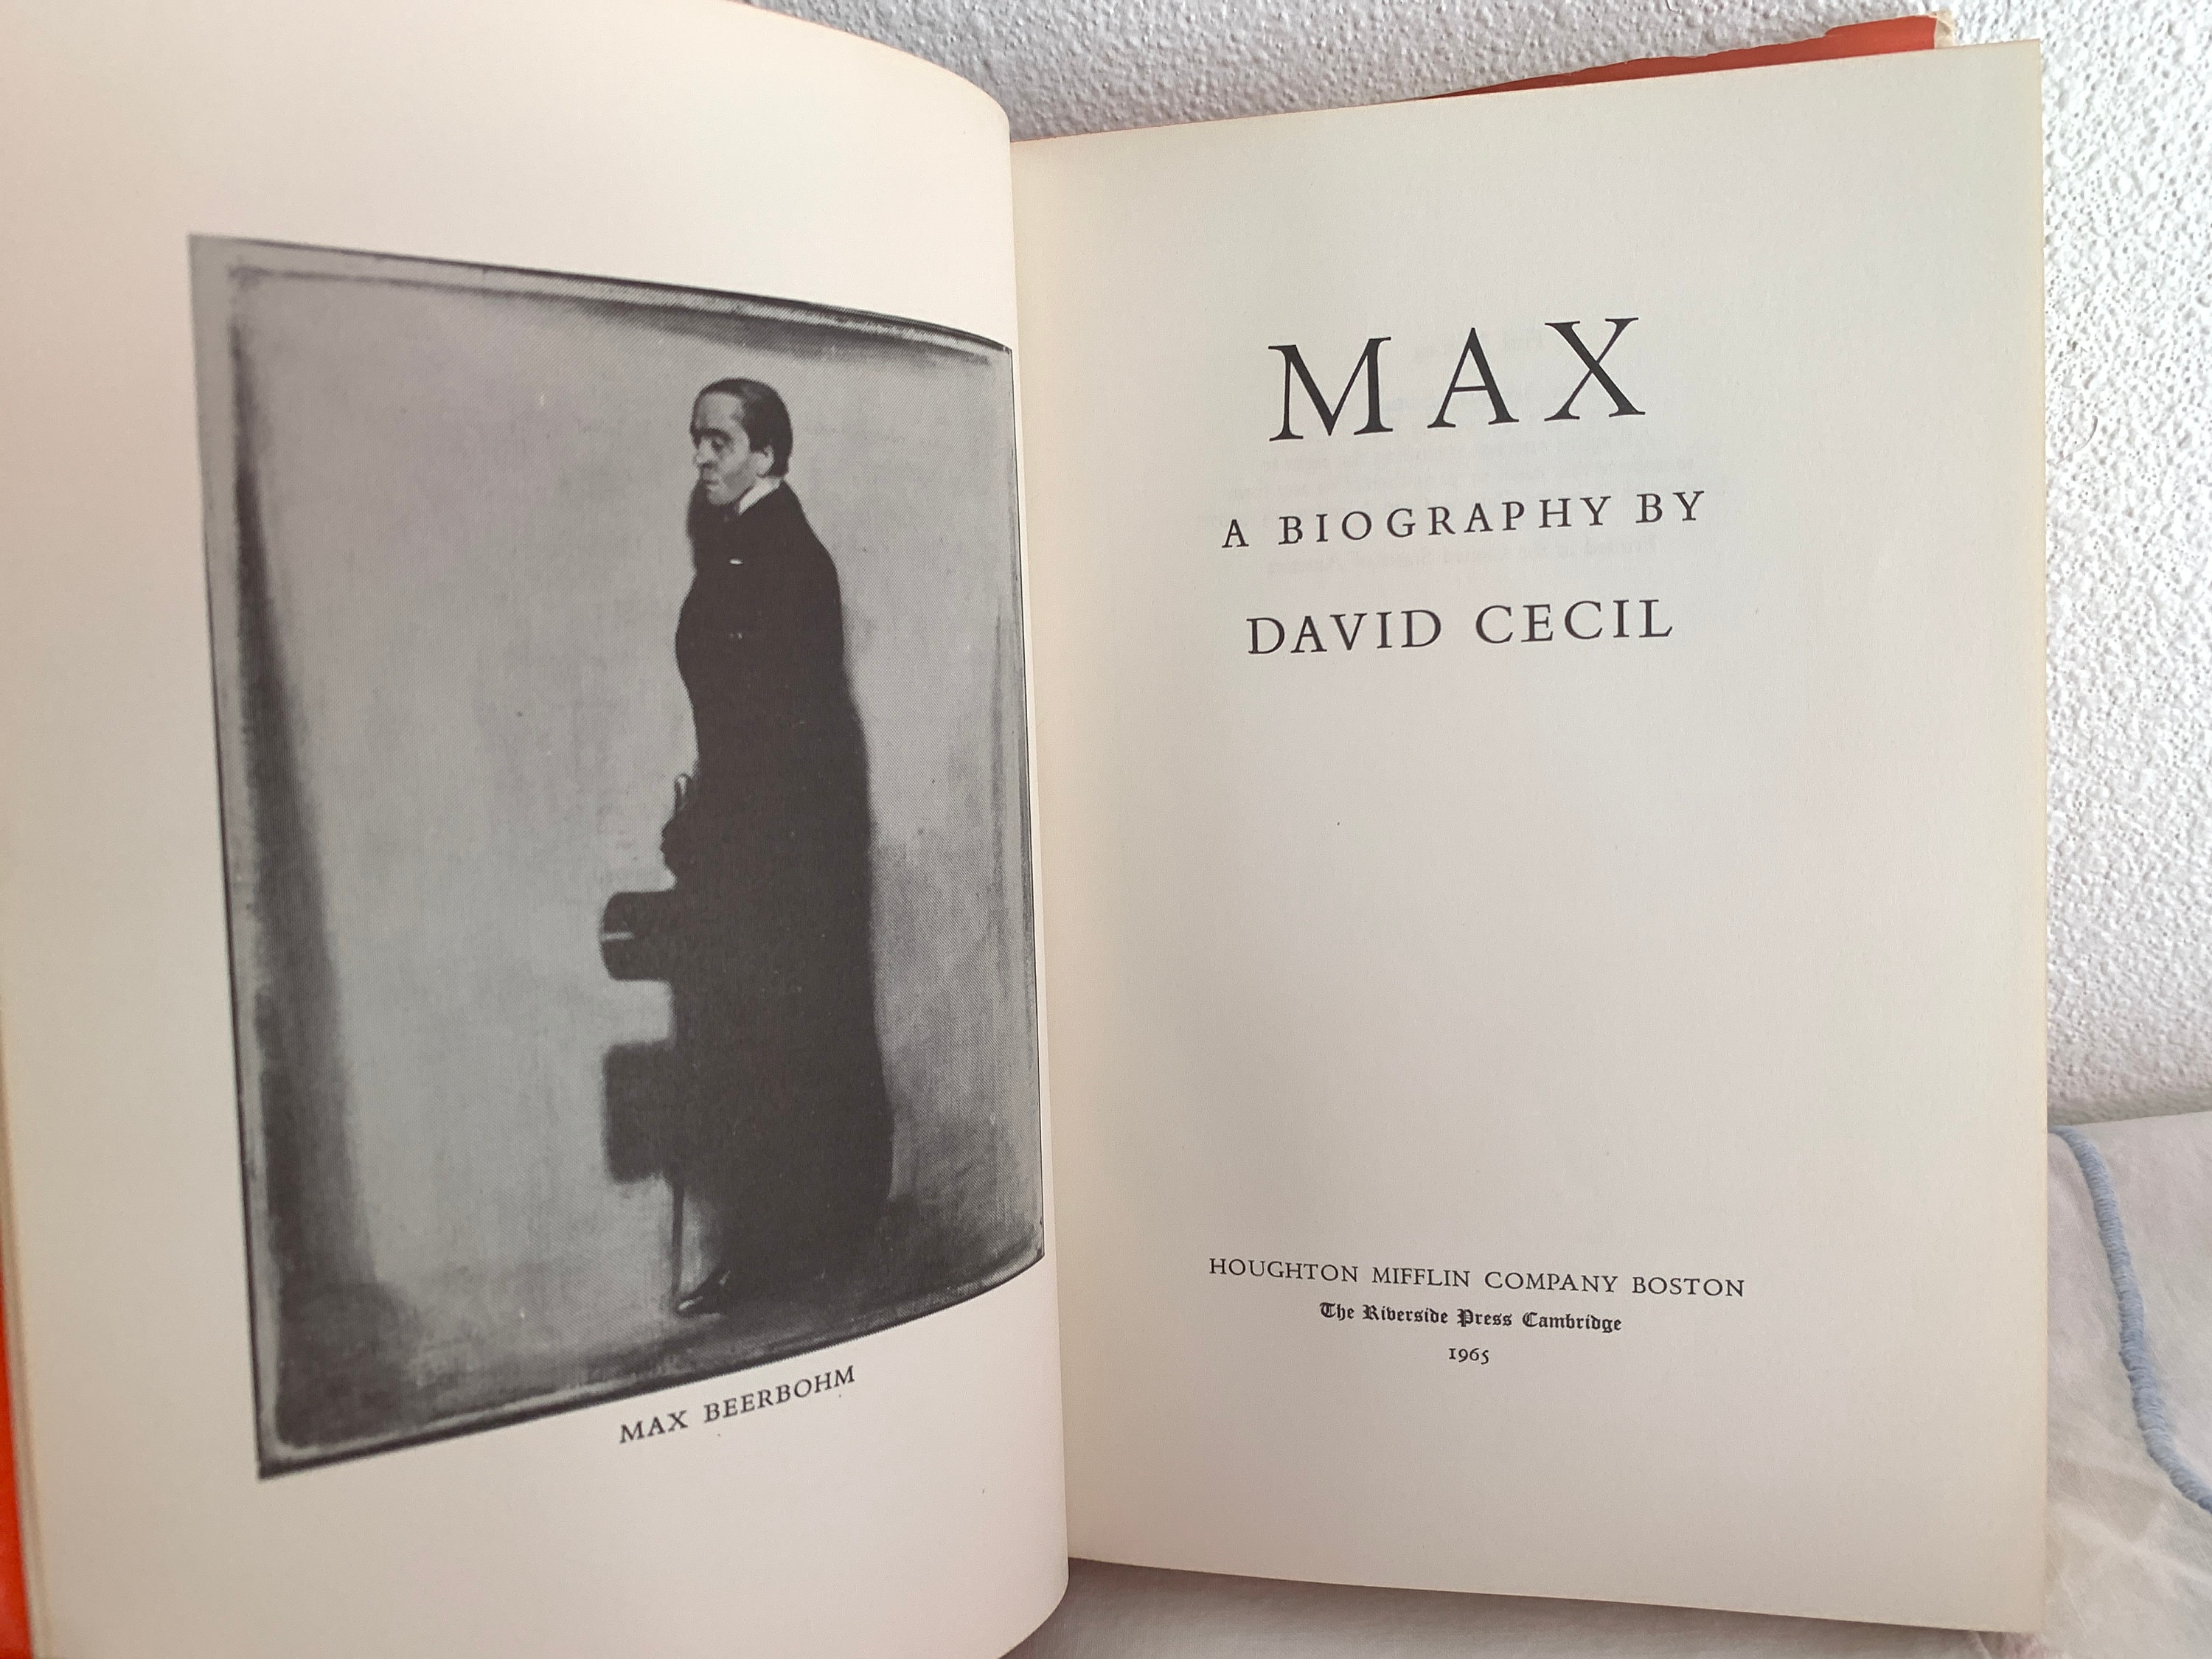 MAX BEERBOHM
MAX
A BIOGRAPHY BY
DAVID CECIL
HOUGHTON MIFFLIN COMPANY BOSTON
The Riverside Press Cambridge
1965